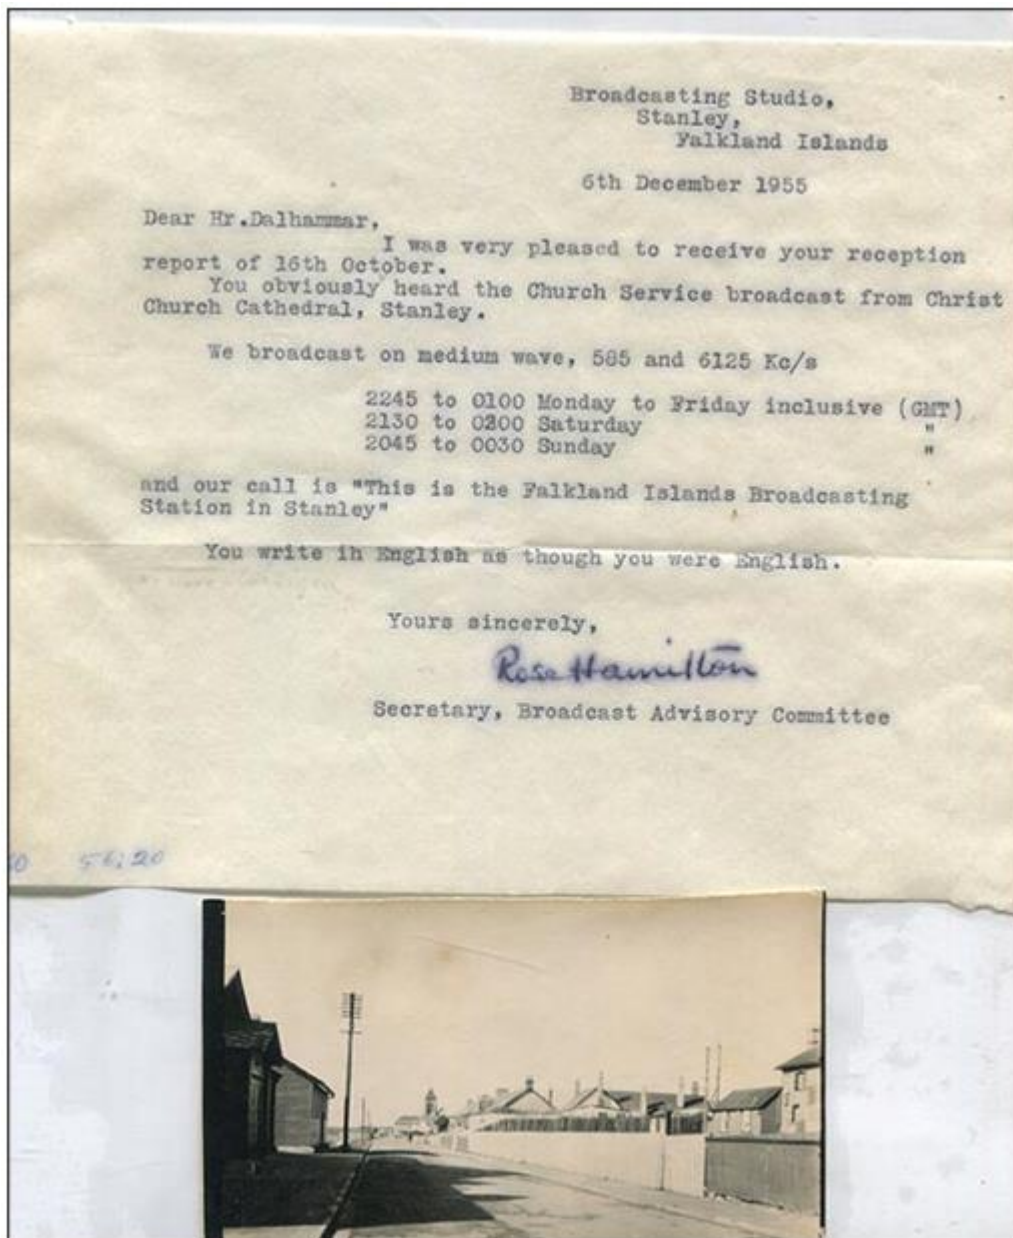 Broadcasting Studio,
Stanley,
Falkland Islands
6th December 1955
Dear Hr.Dalhammar,
I was very pleased to receive your reception
report of 16th October.
You obviously heard the Church Service broadcast from Christ
Church Cathedral, Stanley.
We broadcast on medium wave, 585 and 6125 Kc/s
2245 to 0100 Monday to Friday inclusive (GMT)
2130 to 0200 Saturday "
2045 to 0030 Sunday "
and our call is "This is the Falkland Islands Broadcasting
Station in Stanley"
You write in English as though you were English.
Yours sincerely,
Rose Hamilton
Secretary, Broadcast Advisory Committee